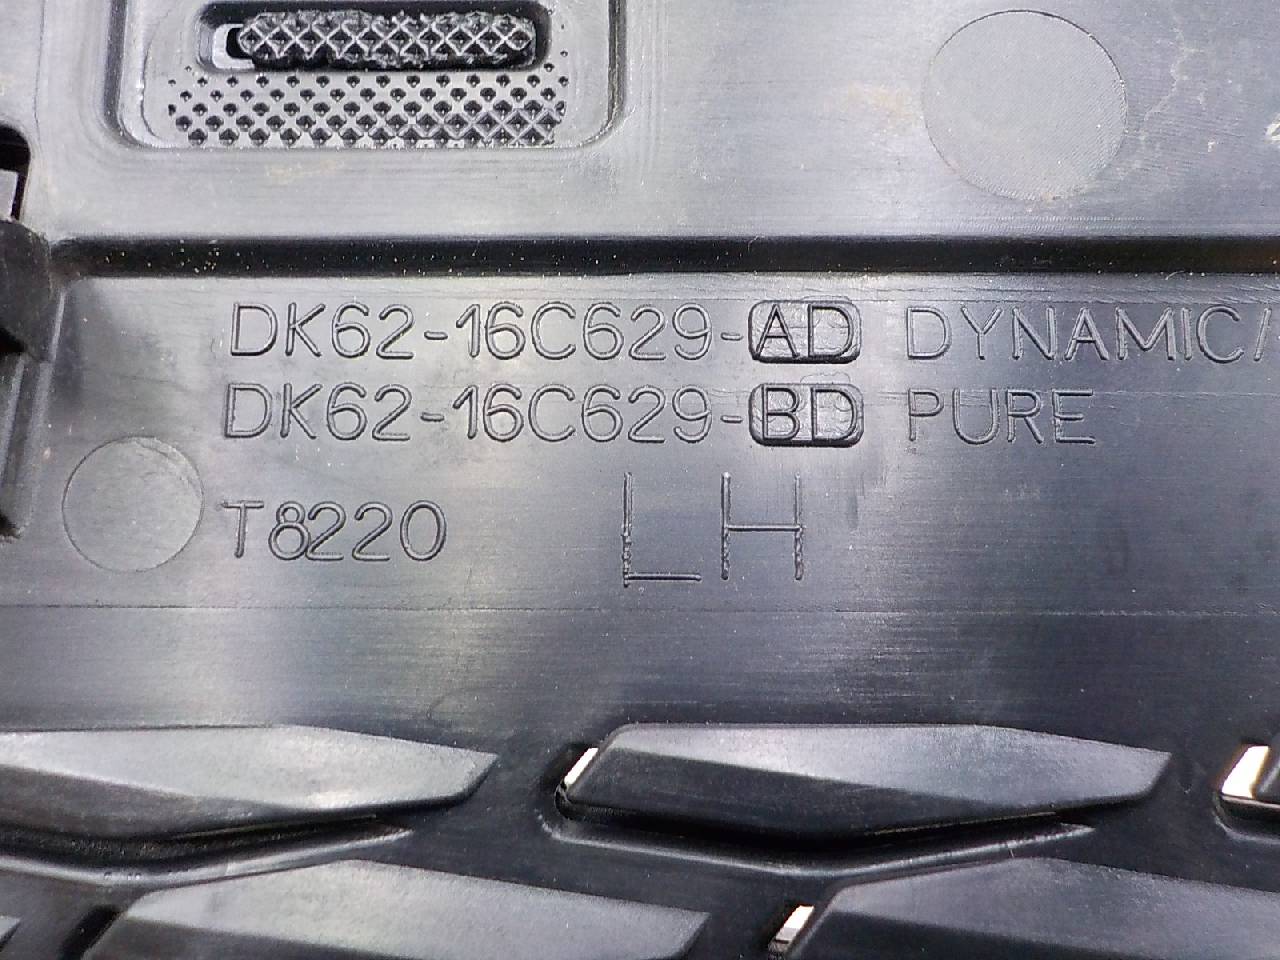 DK62-16C629-AD DYNAMIC/
DK62-16C629-BD PURE
T8220 LH